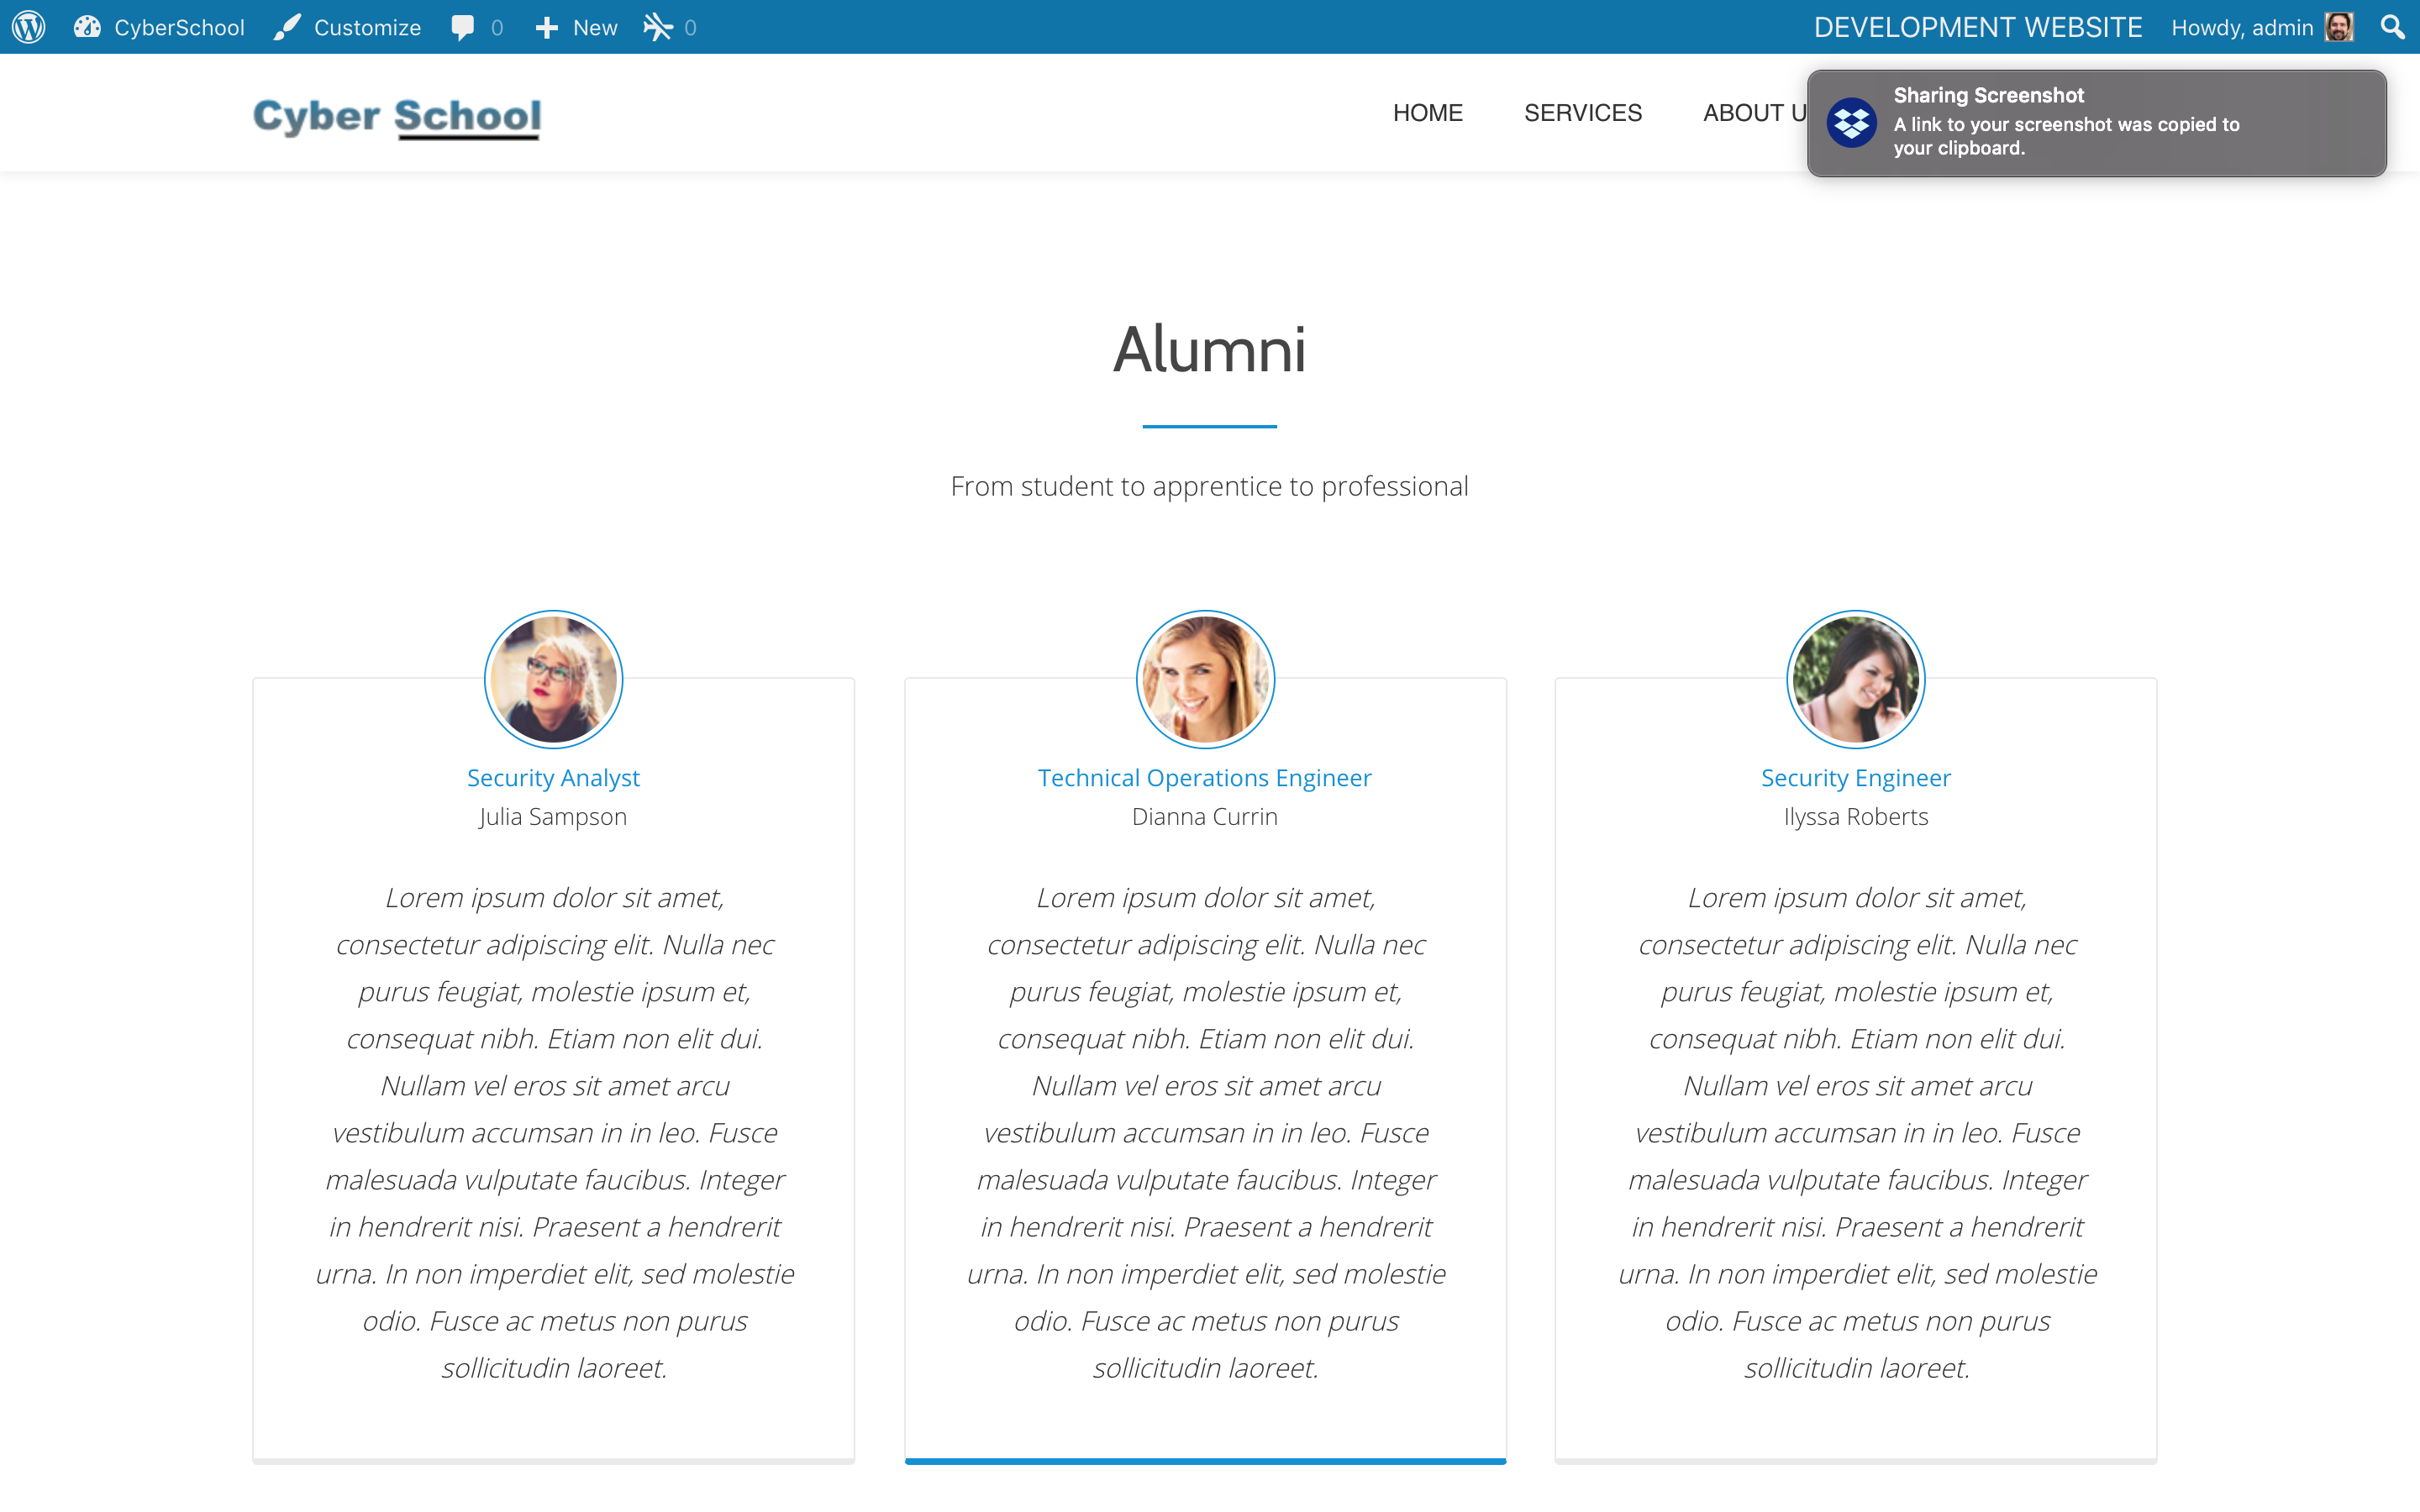 CyberSchool Customize 0 New 0 DEVELOPMENT WEBSITE Howdy, admin
Cyber School
HOME SERVICES ABOUT U
Sharing Screenshot
A link to your screenshot was copied to
your clipboard.
Alumni
From student to apprentice to professional
Security Analyst
Julia Sampson
Lorem ipsum dolor sit amet,
consectetur adipiscing elit. Nulla nec
purus feugiat, molestie ipsum et,
consequat nibh. Etiam non elit dui.
Nullam vel eros sit amet arcu
vestibulum accumsan in in leo. Fusce
malesuada vulputate faucibus. Integer
in hendrerit nisi. Praesent a hendrerit
urna. In non imperdiet elit, sed molestie
odio. Fusce ac metus non purus
sollicitudin laoreet.
Technical Operations Engineer
Dianna Currin
Lorem ipsum dolor sit amet,
consectetur adipiscing elit. Nulla nec
purus feugiat, molestie ipsum et,
consequat nibh. Etiam non elit dui.
Nullam vel eros sit amet arcu
vestibulum accumsan in in leo. Fusce
malesuada vulputate faucibus. Integer
in hendrerit nisi. Praesent a hendrerit
urna. In non imperdiet elit, sed molestie
odio. Fusce ac metus non purus
sollicitudin laoreet.
Security Engineer
Ilyssa Roberts
Lorem ipsum dolor sit amet,
consectetur adipiscing elit. Nulla nec
purus feugiat, molestie ipsum et,
consequat nibh. Etiam non elit dui.
Nullam vel eros sit amet arcu
vestibulum accumsan in in leo. Fusce
malesuada vulputate faucibus. Integer
in hendrerit nisi. Praesent a hendrerit
urna. In non imperdiet elit, sed molestie
odio. Fusce ac metus non purus
sollicitudin laoreet.